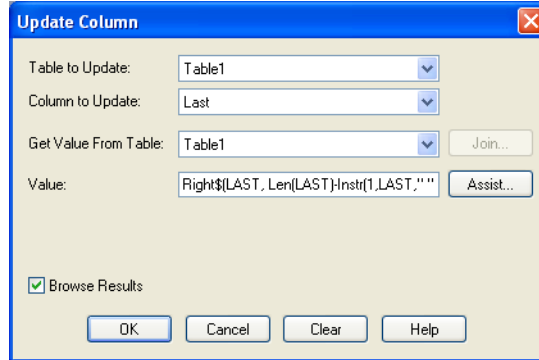 Update Column
Table to Update: Table1
Column to Update: Last
Get Value From Table: Table1 Join...
Value: Right$(LAST, Len(LAST)-Instr(1,LAST," " Assist...
Browse Results
OK Cancel Clear Help